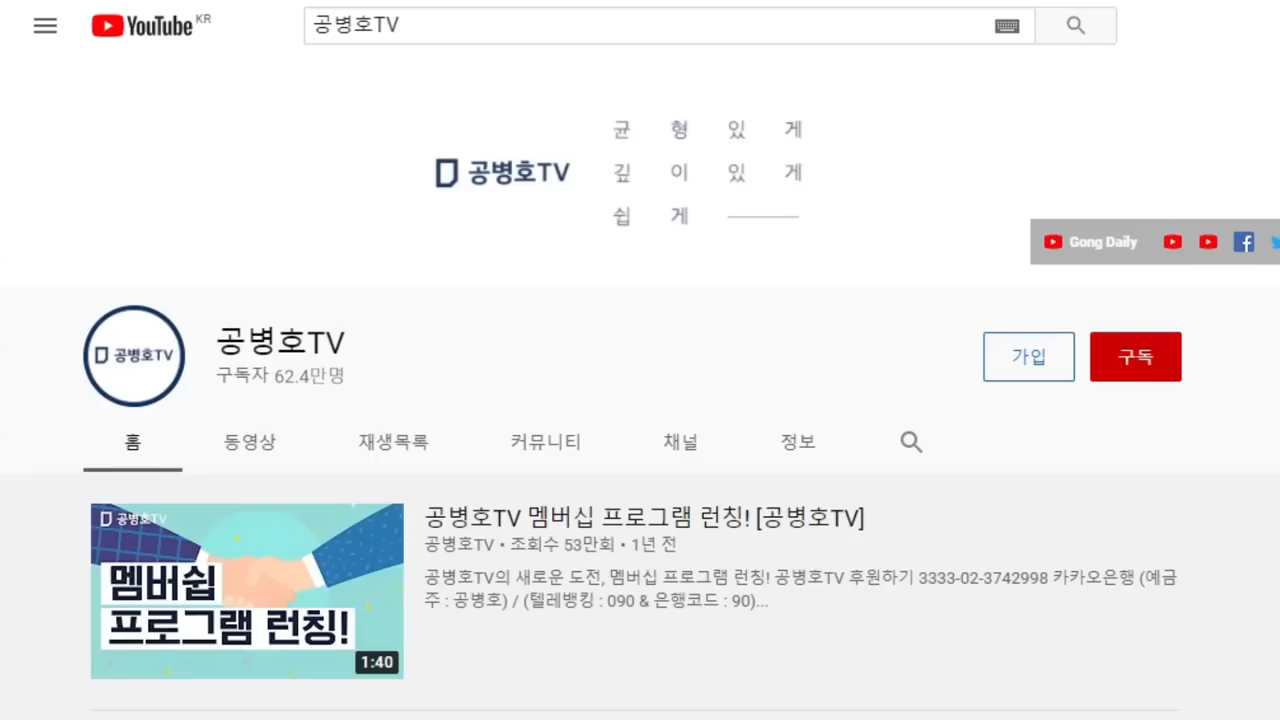 YouTube KR
공병호TV
균 형 있 게
공병호TV
깊 이 있 게
쉽 게
Gong Daily
공병호TV
공병호TV
구독자 62.4만명
가입
구독
홈
동영상
재생목록
커뮤니티
채널
정보
공병호TV
멤버쉽
프로그램 런칭!
1:40
공병호TV 멤버십 프로그램 런칭! [공병호TV]
공병호TV • 조회수 53만회 • 1년 전
공병호TV의 새로운 도전, 멤버십 프로그램 런칭! 공병호TV 후원하기 3333-02-3742998 카카오은행 (예금
주 : 공병호) / (텔레뱅킹 : 090 & 은행코드 : 90)...